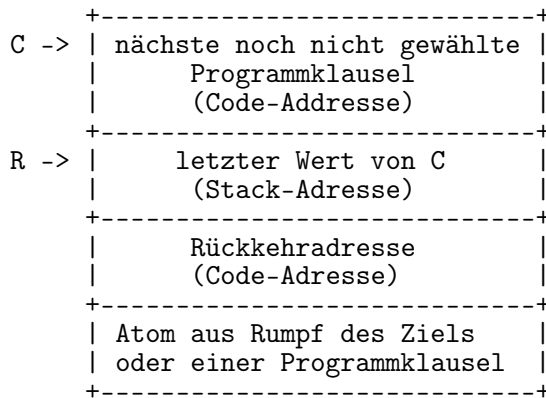 +------------------------------+
C -> | nächste noch nicht gewählte |
| Programmklausel |
| (Code-Addresse) |
+------------------------------+
R -> | letzter Wert von C |
| (Stack-Adresse) |
+------------------------------+
| Rückkehradresse |
| (Code-Adresse) |
+------------------------------+
| Atom aus Rumpf des Ziels |
| oder einer Programmklausel |
+------------------------------+